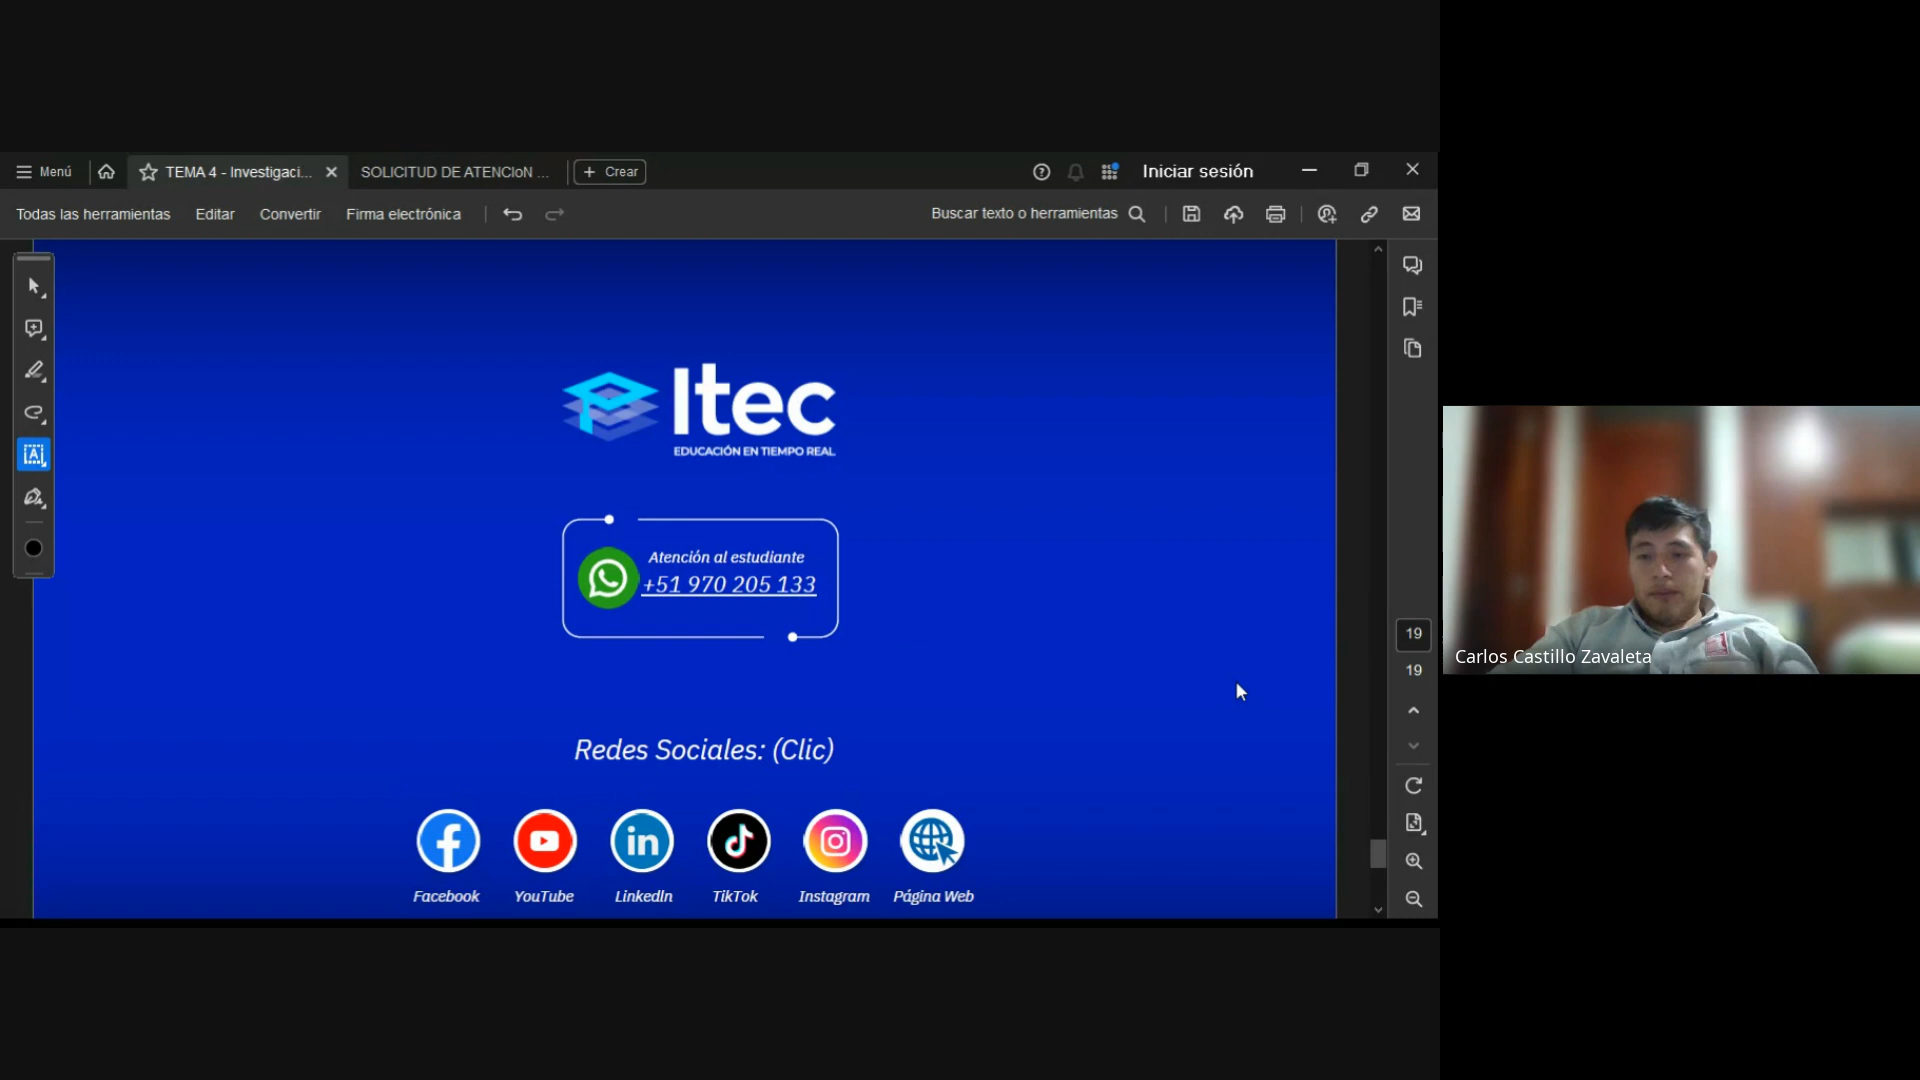 Menú
TEMA 4 - Investigaci...
SOLICITUD DE ATENCIoN ...
Crear
Iniciar sesión
Todas las herramientas
Editar
Convertir
Firma electrónica
Buscar texto o herramientas
Itec
EDUCACIÓN EN TIEMPO REAL
Atención al estudiante
+51 970 205 133
Redes Sociales: (Clic)
Facebook
YouTube
LinkedIn
TikTok
Instagram
Página Web
19
19
Carlos Castillo Zavaleta